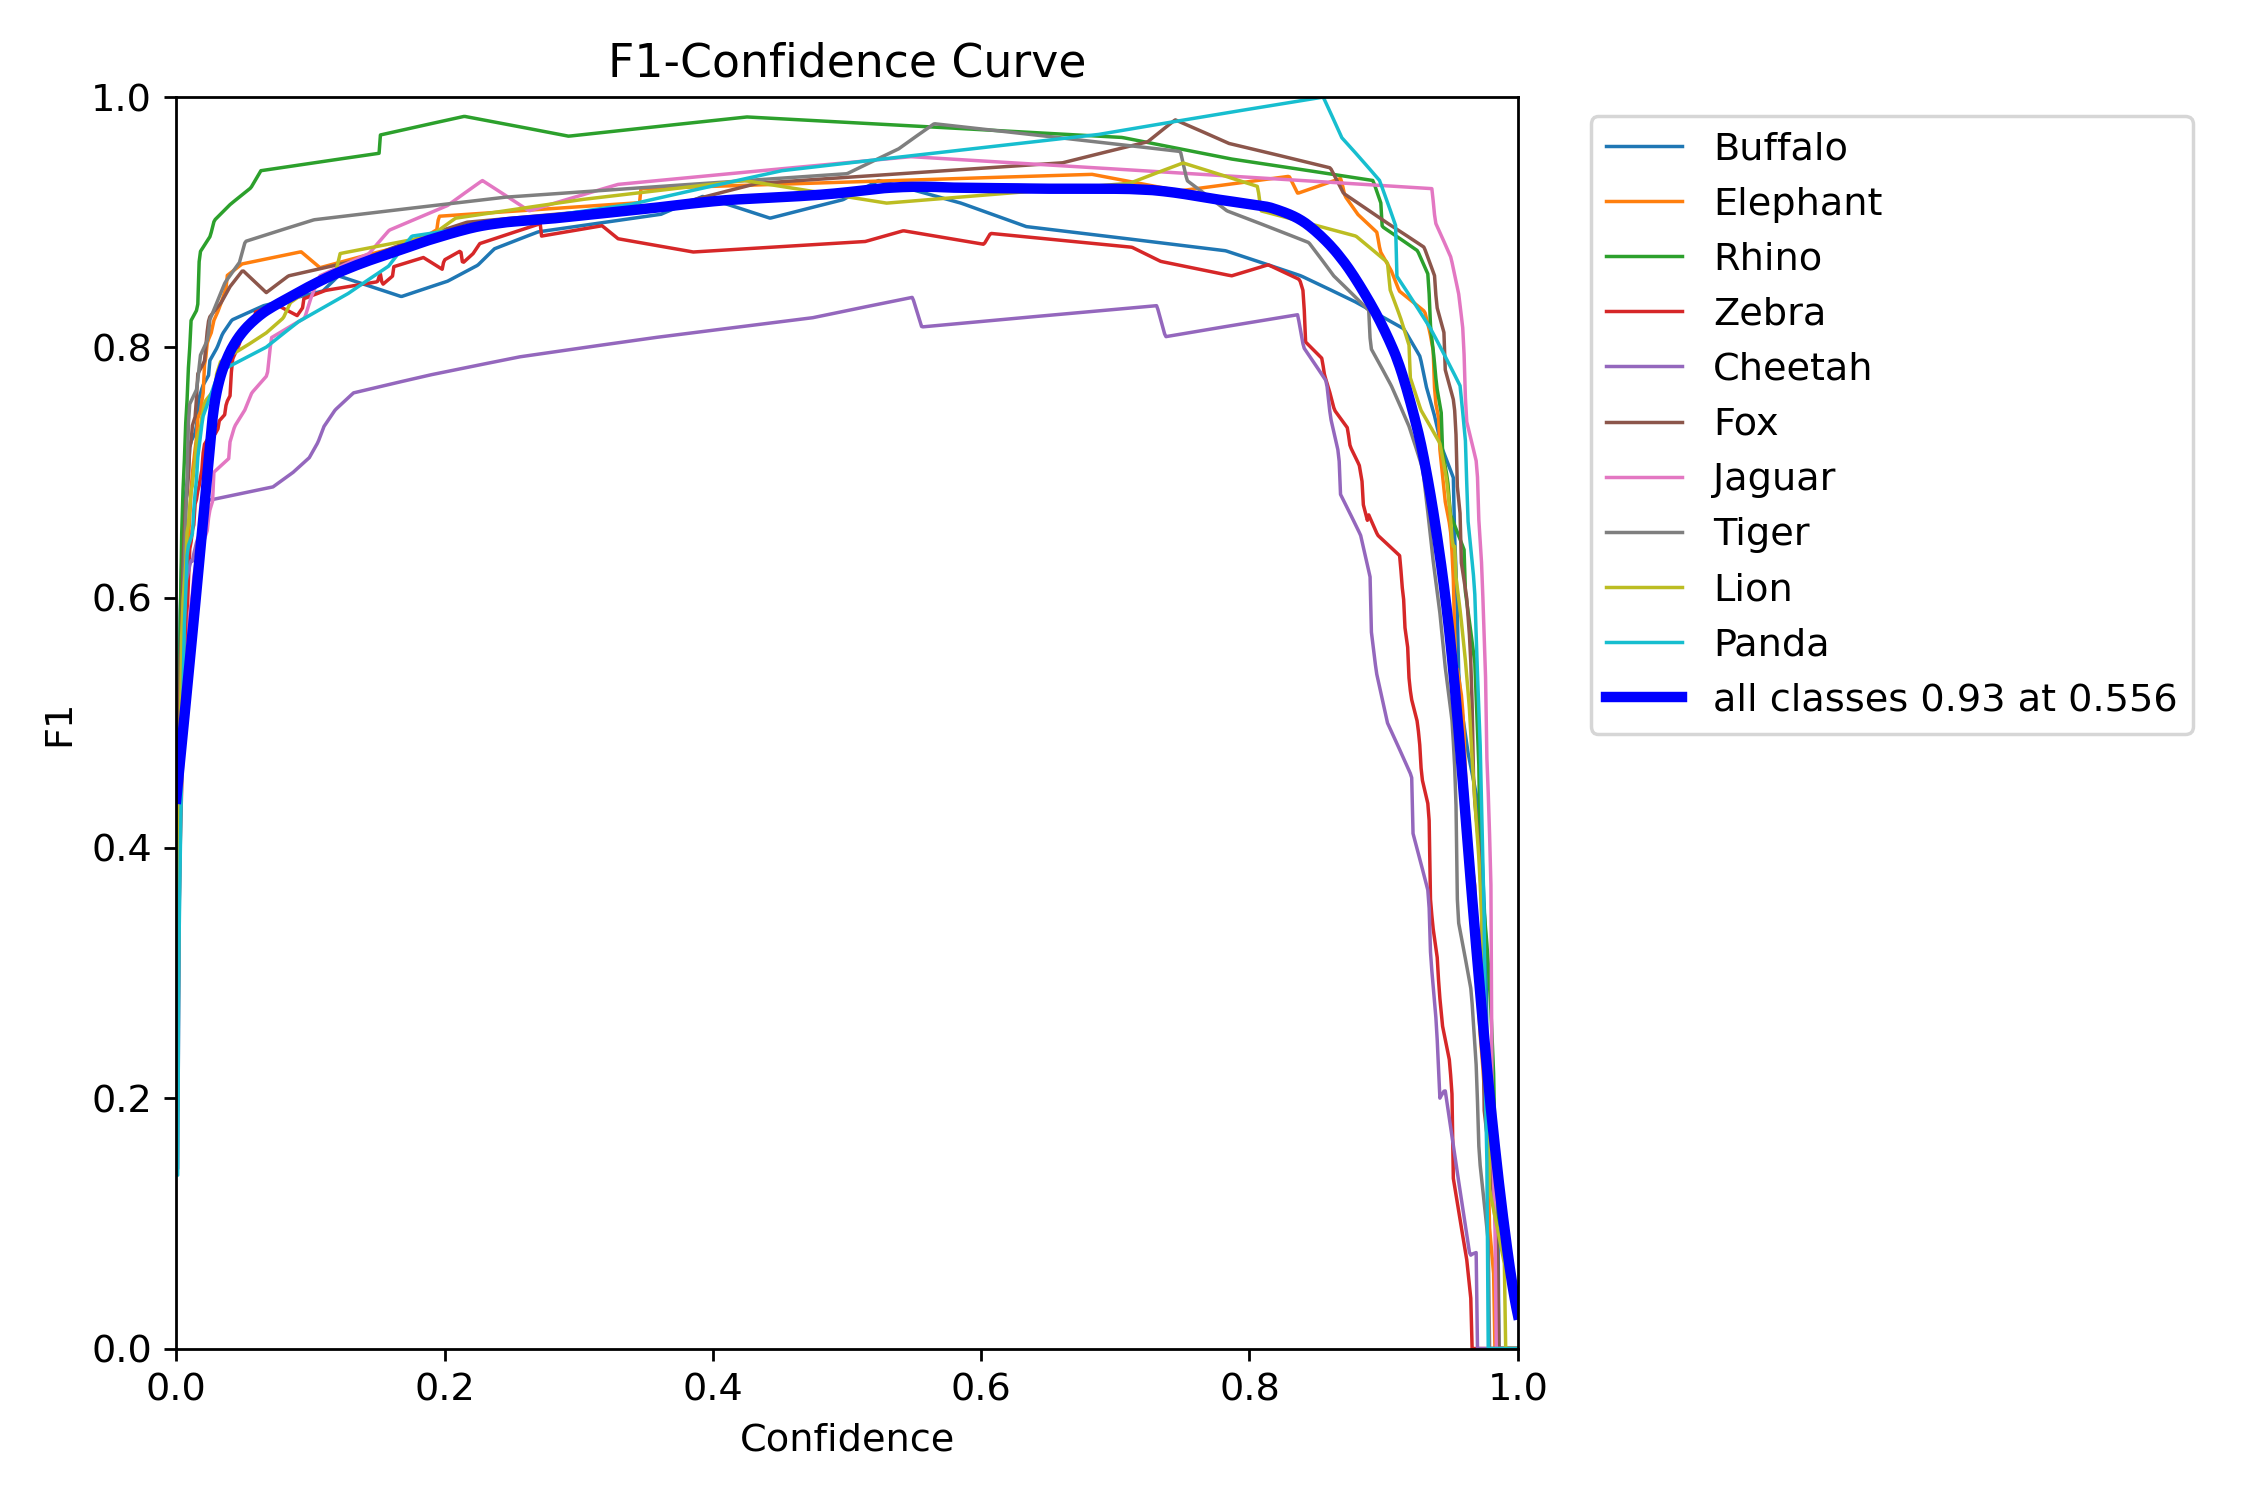 F1-Confidence Curve
1.0
0.8
0.6
0.4
0.2
0.0
F1
0.0 0.2 0.4 0.6 0.8 1.0
Confidence
Buffalo
Elephant
Rhino
Zebra
Cheetah
Fox
Jaguar
Tiger
Lion
Panda
all classes 0.93 at 0.556